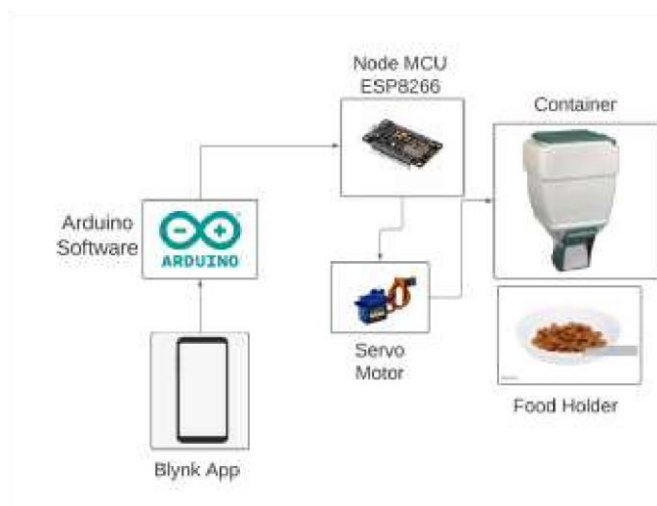 Node MCU
ESP8266
Container
Arduino
Software
ARDUINO
Servo
Motor
Food Holder
Blynk App